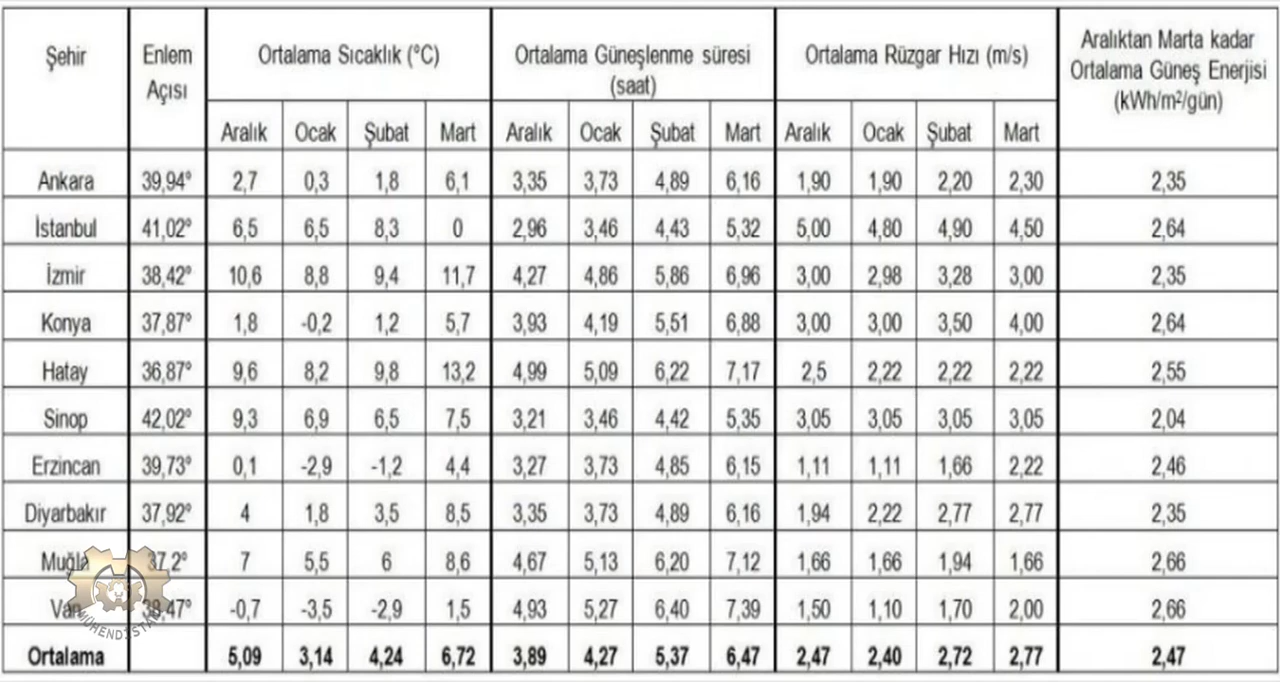 Şehir Enlem Açısı Ortalama Sıcaklık (°C) Ortalama Güneşlenme süresi (saat) Ortalama Rüzgar Hızı (m/s) Aralıktan Marta kadar Ortalama Güneş Enerjisi (kWh/m²/gün)
Aralık Ocak Şubat Mart Aralık Ocak Şubat Mart Aralık Ocak Şubat Mart
Ankara 39,94° 2,7 0,3 1,8 6,1 3,35 3,73 4,89 6,16 1,90 1,90 2,20 2,30 2,35
İstanbul 41,02° 6,5 6,5 8,3 0 2,96 3,46 4,43 5,32 5,00 4,80 4,90 4,50 2,64
İzmir 38,42° 10,6 8,8 9,4 11,7 4,27 4,86 5,86 6,96 3,00 2,98 3,28 3,00 2,35
Konya 37,87° 1,8 -0,2 1,2 5,7 3,93 4,19 5,51 6,88 3,00 3,00 3,50 4,00 2,64
Hatay 36,87° 9,6 8,2 9,8 13,2 4,99 5,09 6,22 7,17 2,5 2,22 2,22 2,22 2,55
Sinop 42,02° 9,3 6,9 6,5 7,5 3,21 3,46 4,42 5,35 3,05 3,05 3,05 3,05 2,04
Erzincan 39,73° 0,1 -2,9 -1,2 4,4 3,27 3,73 4,85 6,15 1,11 1,11 1,66 2,22 2,46
Diyarbakır 37,92° 4 1,8 3,5 8,5 3,35 3,73 4,89 6,16 1,94 2,22 2,77 2,77 2,35
Muğla 37,2° 7 5,5 6 8,6 4,67 5,13 6,20 7,12 1,66 1,66 1,94 1,66 2,66
Van 38,47° -0,7 -3,5 -2,9 1,5 4,93 5,27 6,40 7,39 1,50 1,10 1,70 2,00 2,66
MÜHENDİSTAN
Ortalama 5,09 3,14 4,24 6,72 3,89 4,27 5,37 6,47 2,47 2,40 2,72 2,77 2,47